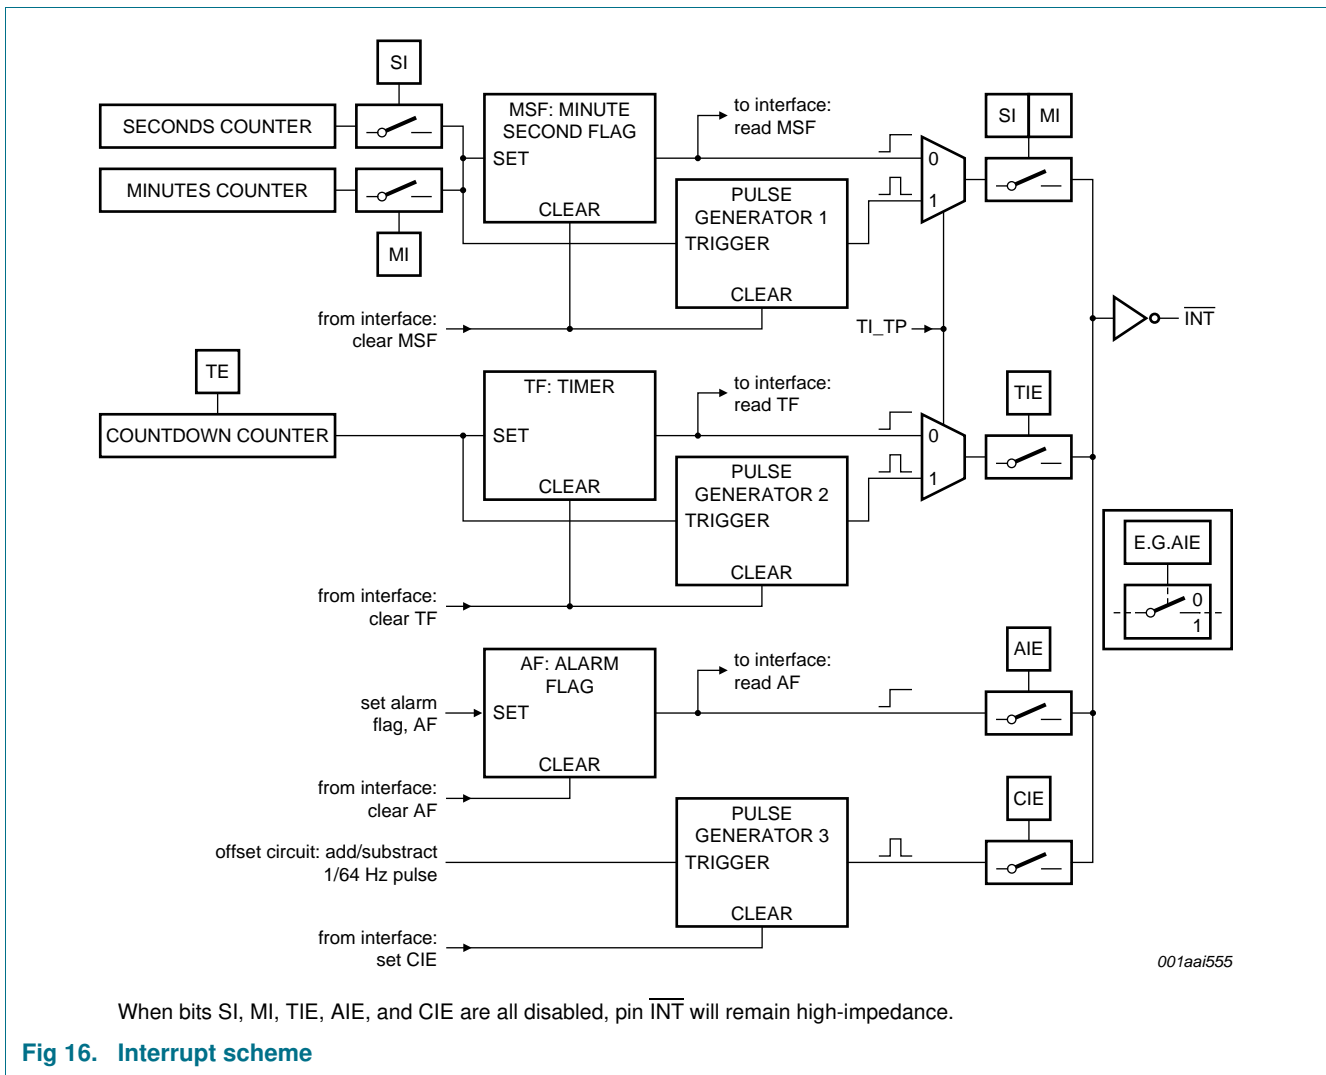 SI
SECONDS COUNTER
MINUTES COUNTER
MI
MSF: MINUTE
SECOND FLAG
SET
CLEAR
to interface:
read MSF
PULSE
GENERATOR 1
TRIGGER
CLEAR
from interface:
clear MSF
0
1
SI MI
TI_TP
INT
TE
COUNTDOWN COUNTER
TF: TIMER
SET
CLEAR
to interface:
read TF
PULSE
GENERATOR 2
TRIGGER
CLEAR
from interface:
clear TF
0
1
TIE
E.G.AIE
0
1
AF: ALARM
FLAG
SET
CLEAR
set alarm
flag, AF
to interface:
read AF
from interface:
clear AF
AIE
PULSE
GENERATOR 3
TRIGGER
CLEAR
offset circuit: add/substract
1/64 Hz pulse
from interface:
set CIE
CIE
001aai555
When bits SI, MI, TIE, AIE, and CIE are all disabled, pin INT will remain high-impedance.
Fig 16. Interrupt scheme